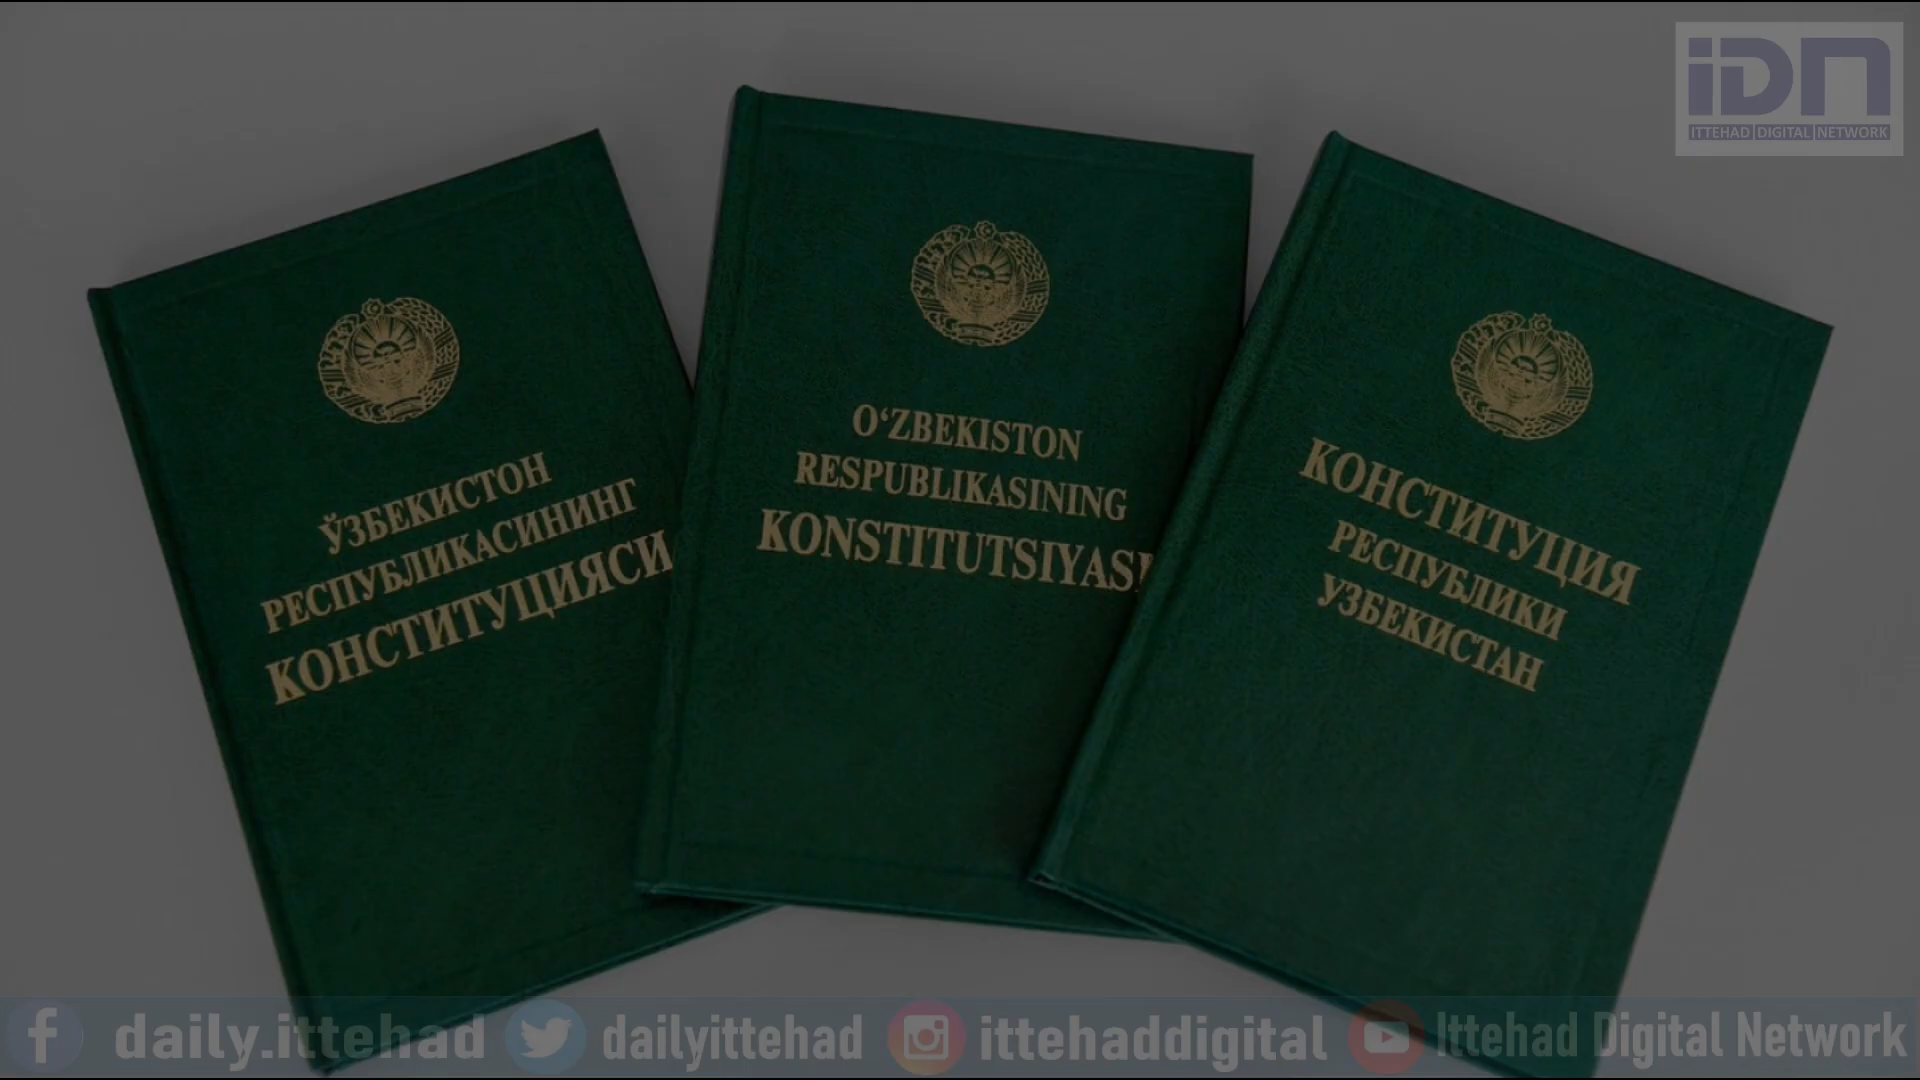 iDN
ITTEHAD DIGITAL NETWORK
ЎЗБЕКИСТОН
РЕСПУБЛИКАСИНИНГ
КОНСТИТУЦИЯСИ
O‘ZBEKISTON
RESPUBLIKASINING
KONSTITUTSIYASI
КОНСТИТУЦИЯ
РЕСПУБЛИКИ
УЗБЕКИСТАН
daily.ittehad
dailyittehad
ittehaddigital
Ittehad Digital Network